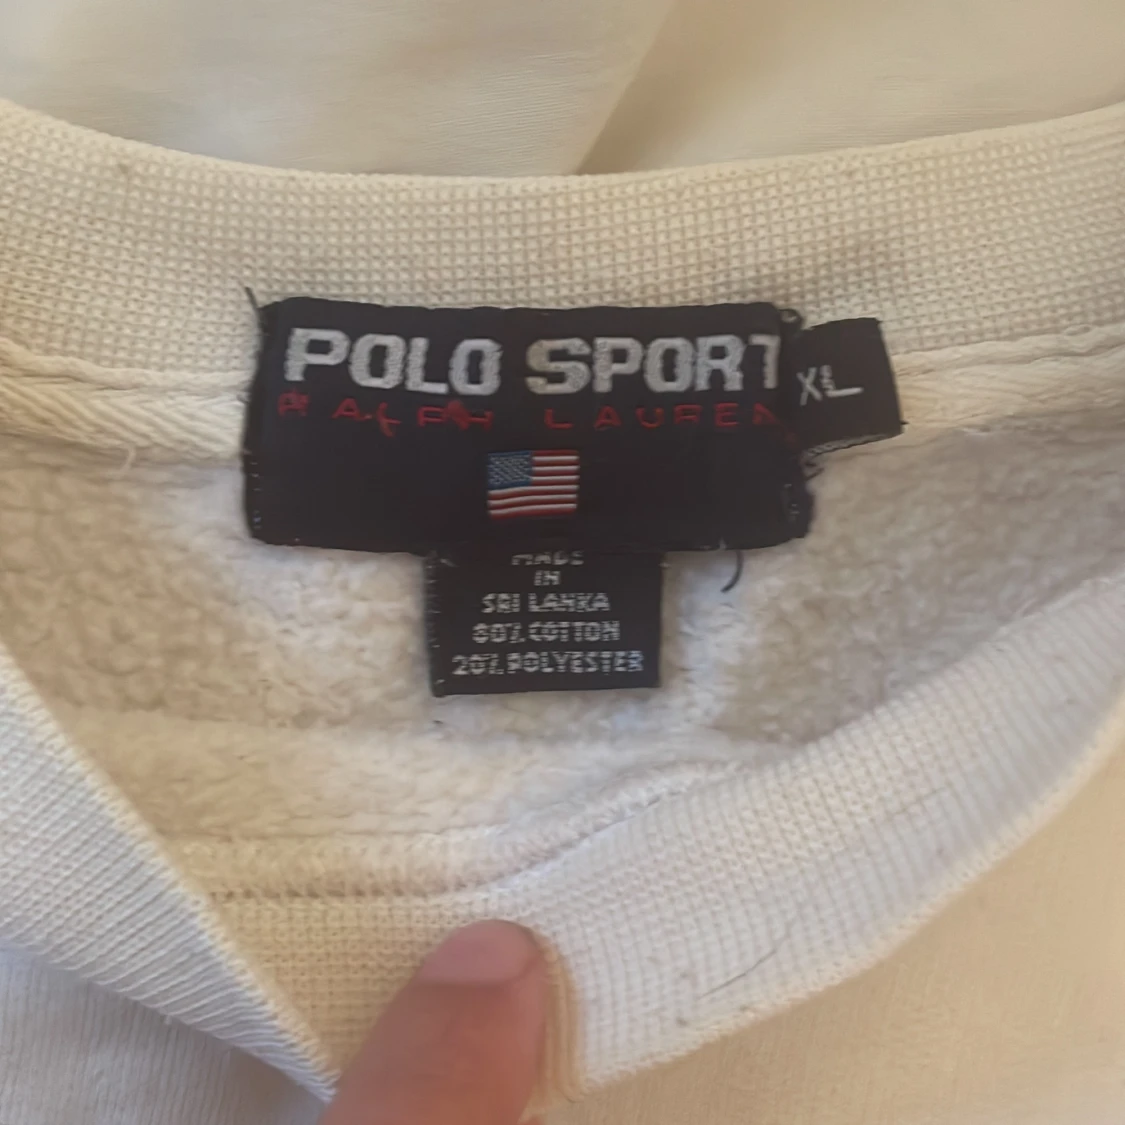 POLO SPORT
RALPH LAUREN
XL
MADE
IN
SRI LANKA
80% COTTON
20% POLYESTER